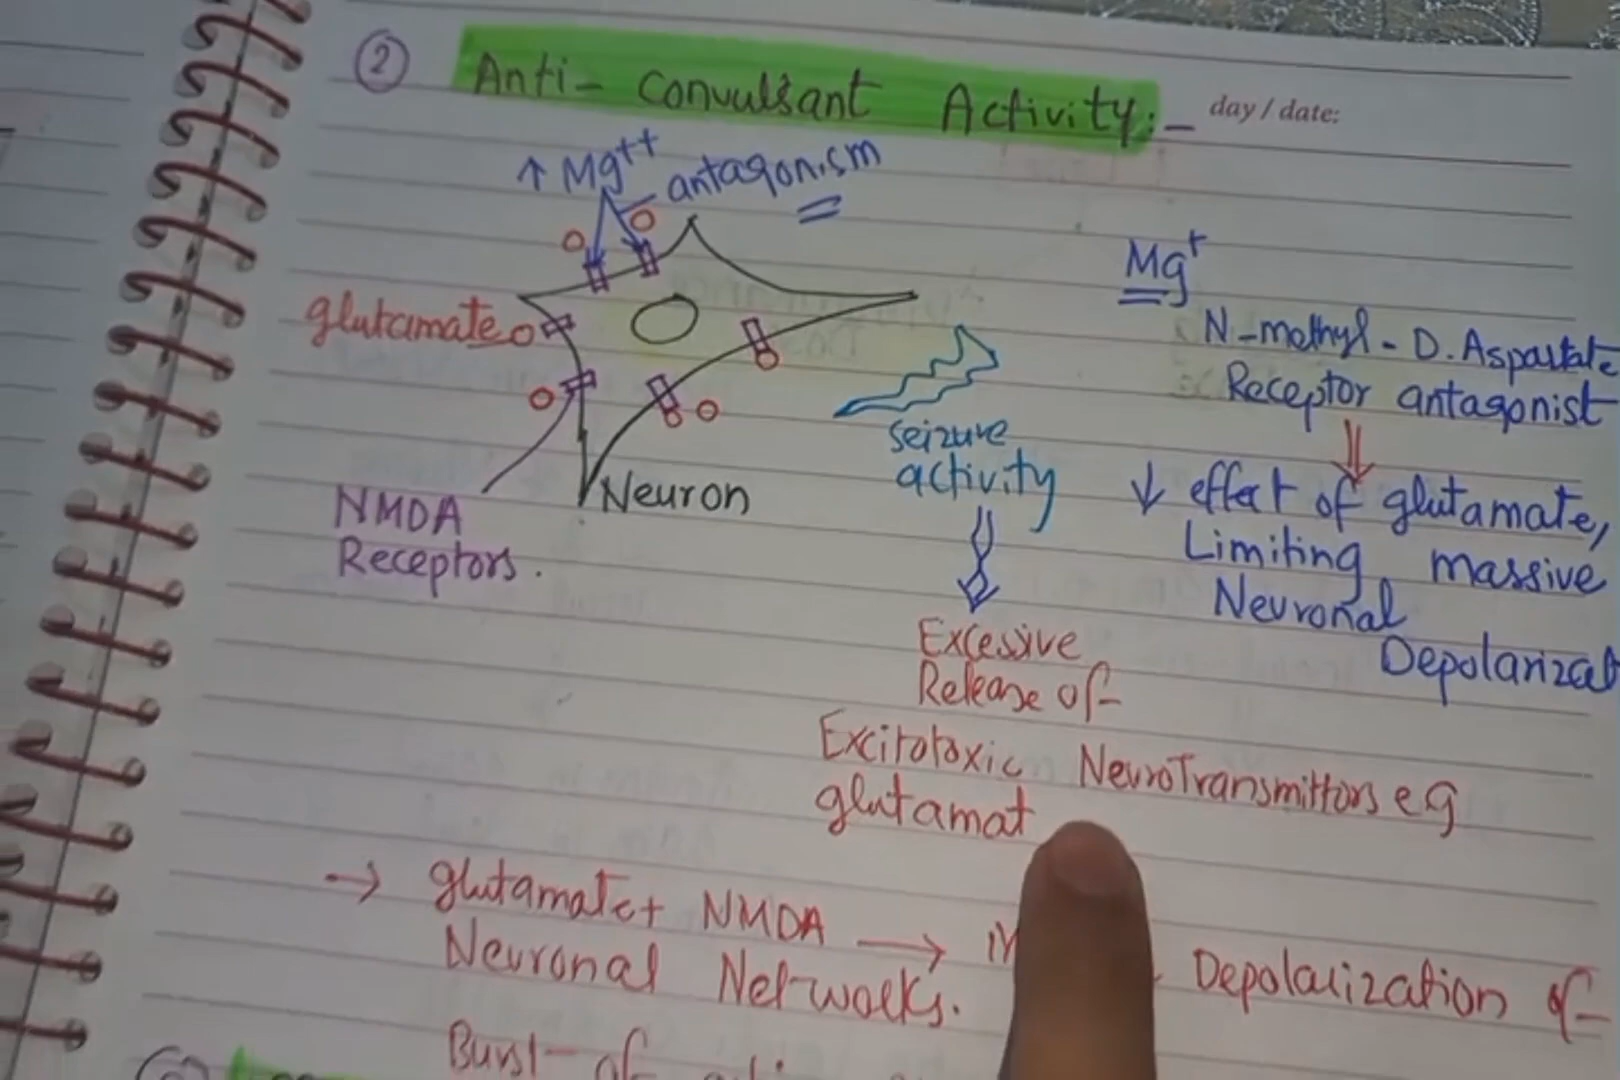 2
Anti- Convulsant Activity:-
day / date:
↑ Mg++ antagonism
glutamate
NMDA
Receptors.
Neuron
seizure
activity
Mg+
N-methyl-D. Aspartate
Receptor antagonist
↓ effect of glutamate,
Limiting massive
Neuronal
Excessive
Release of
Excitotoxic NeuroTransmittors eg
glutamat
→ glutamate + NMDA → Depolarization of
Neuronal Networks.
Burst of